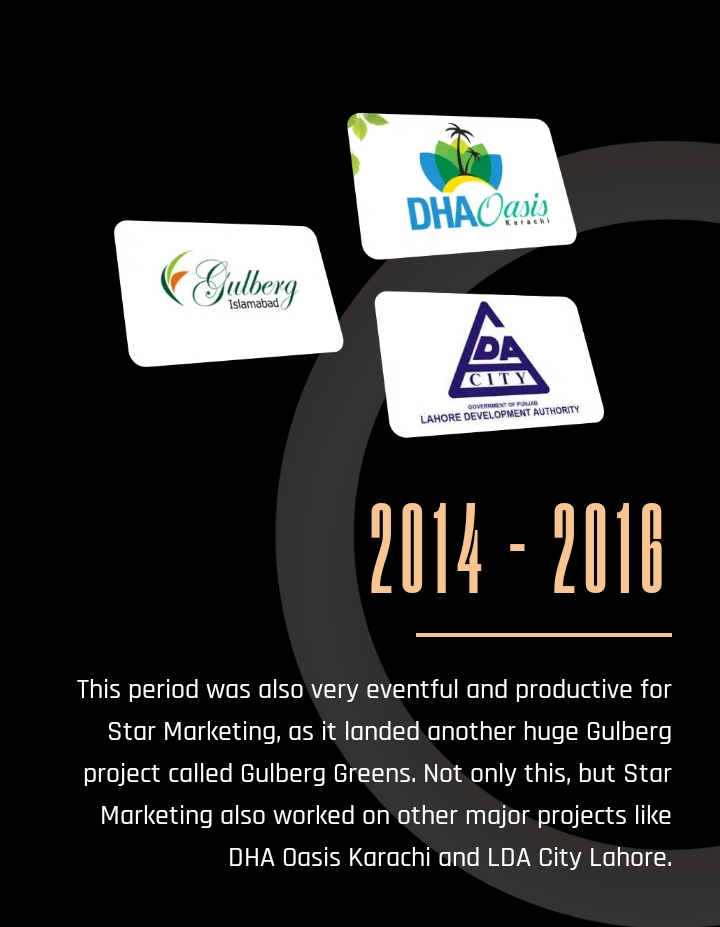 DHA Oasis
Karachi
Gulberg
Islamabad
LDA
CITY
GOVERNMENT OF PUNJAB
LAHORE DEVELOPMENT AUTHORITY
2014 - 2016
This period was also very eventful and productive for
Star Marketing, as it landed another huge Gulberg
project called Gulberg Greens. Not only this, but Star
Marketing also worked on other major projects like
DHA Oasis Karachi and LDA City Lahore.